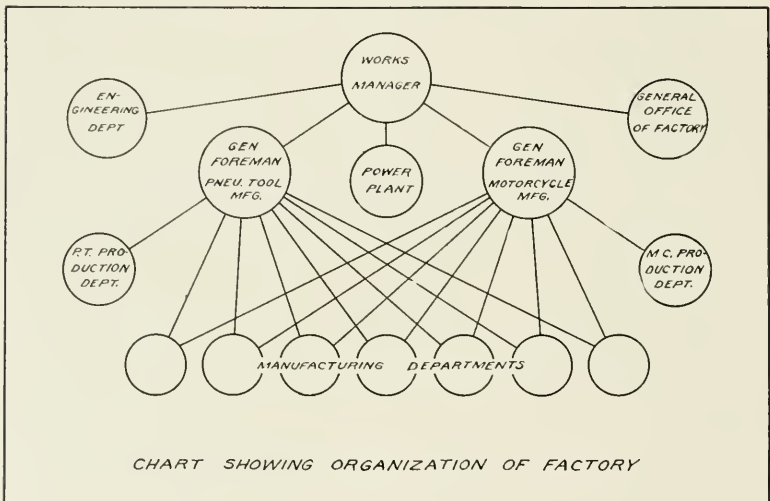 WORKS
MANAGER
EN-
GINEERING
DEPT
GENERAL
OFFICE
OF FACTORY
GEN
FOREMAN
PNEU. TOOL
MFG.
POWER
PLANT
GEN
FOREMAN
MOTORCYCLE
MFG.
P.T. PRO-
DUCTION
DEPT.
M.C. PRO-
DUCTION
DEPT.
MANUFACTURING DEPARTMENTS
CHART SHOWING ORGANIZATION OF FACTORY